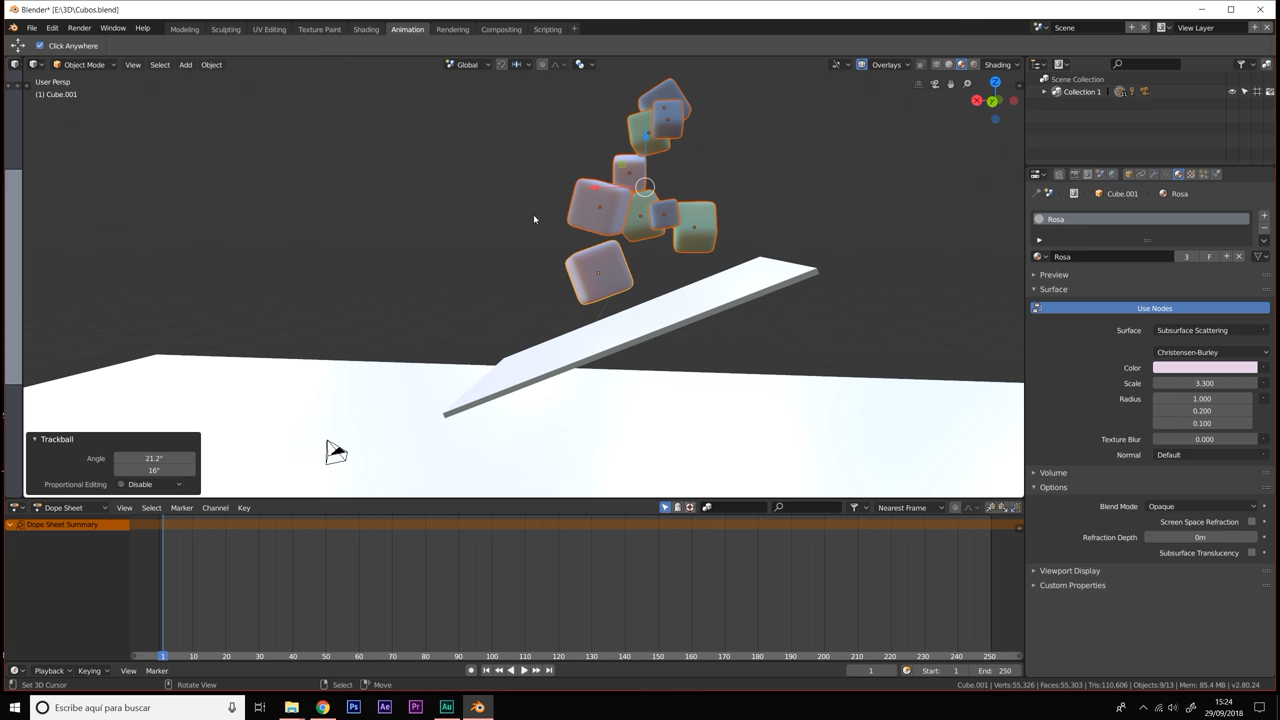 Blender* [E:\3D\Cubos.blend]
File Edit Render Window Help
Modeling Sculpting UV Editing Texture Paint Shading Animation Rendering Compositing Scripting
Scene
View Layer
Click Anywhere
Object Mode View Select Add Object
Global
Overlays
Shading
User Persp
(1) Cube.001
Z
X
Y
Scene Collection
Collection 1
Cube.001
Rosa
Rosa
Rosa 3 F
Preview
Surface
Use Nodes
Surface Subsurface Scattering
Christensen-Burley
Color
Scale 3.300
Radius 1.000
0.200
0.100
Texture Blur 0.000
Normal Default
Volume
Options
Blend Mode Opaque
Screen Space Refraction
Refraction Depth 0m
Subsurface Translucency
Viewport Display
Custom Properties
Trackball
Angle 21.2°
16°
Proportional Editing Disable
Dope Sheet View Select Marker Channel Key
Nearest Frame
Dope Sheet Summary
1 10 20 30 40 50 60 70 80 90 100 110 120 130 140 150 160 170 180 190 200 210 220 230 240 250
Playback Keying View Marker
1
Start: 1
End: 250
Set 3D Cursor
Rotate View
Select
Move
Cube.001 | Verts:55,326 | Faces:55,303 | Tris:110,606 | Objects:9/13 | Mem: 85.4 MB | v2.80.24
Escribe aquí para buscar
Ps
Ae
Pr
Au
15:24
29/09/2018